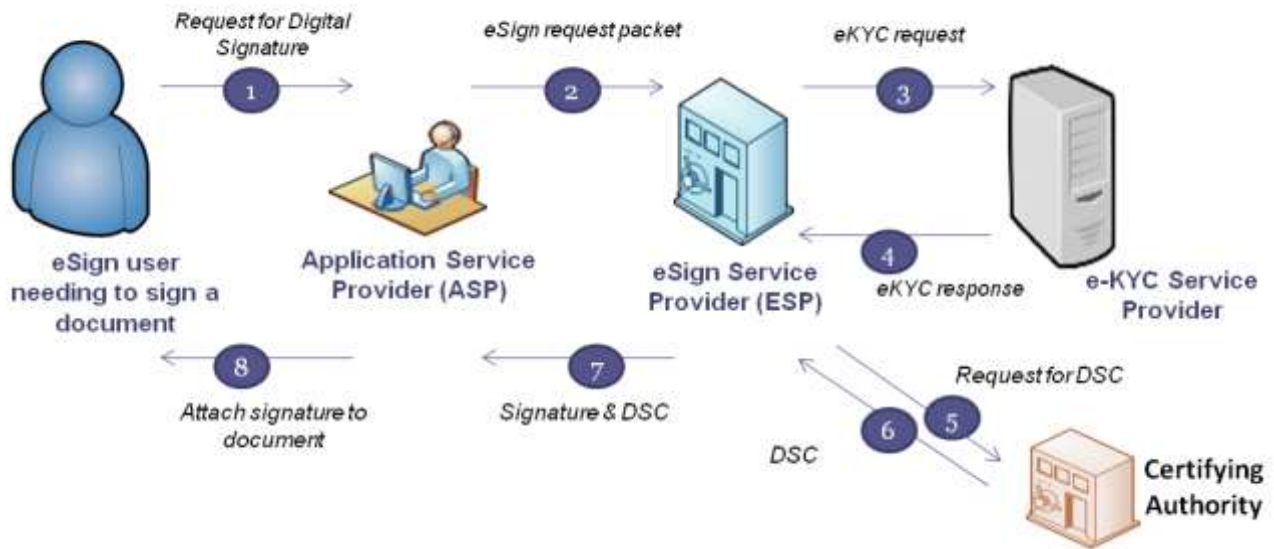 Request for Digital
Signature
1
eSign request packet
2
eKYC request
3
eSign user
needing to sign a
document
Application Service
Provider (ASP)
eSign Service
Provider (ESP)
4
eKYC response
e-KYC Service
Provider
8
Attach signature to
document
7
Signature & DSC
Request for DSC
5
6
DSC
Certifying
Authority